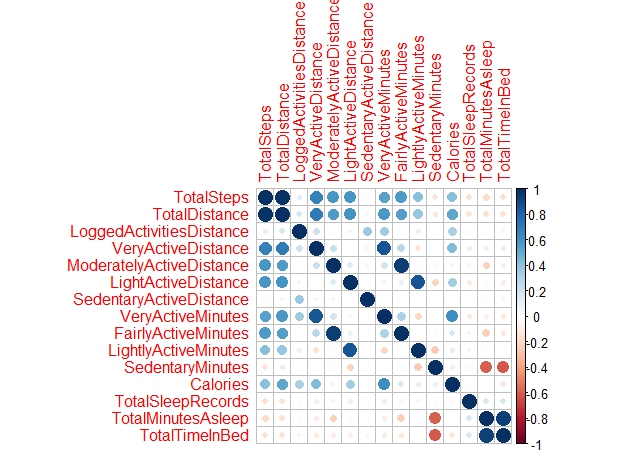 TotalSteps
TotalDistance
LoggedActivitiesDistance
VeryActiveDistance
ModeratelyActiveDistance
LightActiveDistance
SedentaryActiveDistance
VeryActiveMinutes
FairlyActiveMinutes
LightlyActiveMinutes
SedentaryMinutes
Calories
TotalSleepRecords
TotalMinutesAsleep
TotalTimeInBed
TotalSteps
TotalDistance
LoggedActivitiesDistance
VeryActiveDistance
ModeratelyActiveDistance
LightActiveDistance
SedentaryActiveDistance
VeryActiveMinutes
FairlyActiveMinutes
LightlyActiveMinutes
SedentaryMinutes
Calories
TotalSleepRecords
TotalMinutesAsleep
TotalTimeInBed
1
0.8
0.6
0.4
0.2
0
-0.2
-0.4
-0.6
-0.8
-1